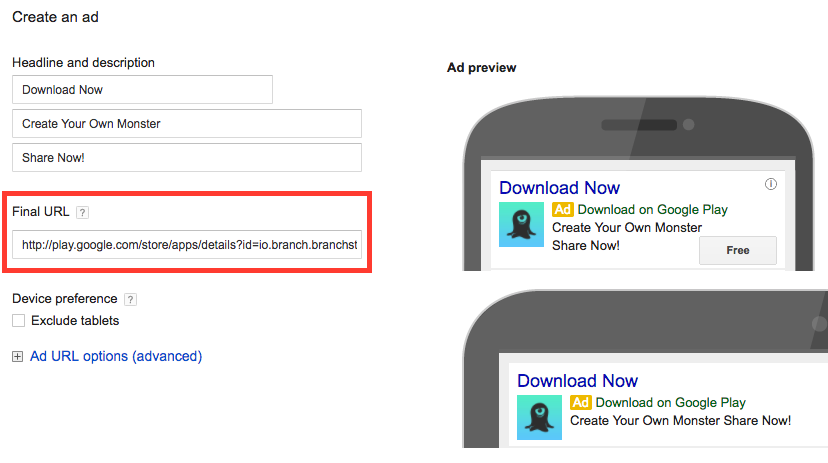 Create an ad
Headline and description
Download Now
Create Your Own Monster
Share Now!
Final URL ?
http://play.google.com/store/apps/details?id=io.branch.branchst
Device preference ?
Exclude tablets
Ad URL options (advanced)
Ad preview
Download Now
Ad Download on Google Play
Create Your Own Monster
Share Now!
Free
Download Now
Ad Download on Google Play
Create Your Own Monster Share Now!